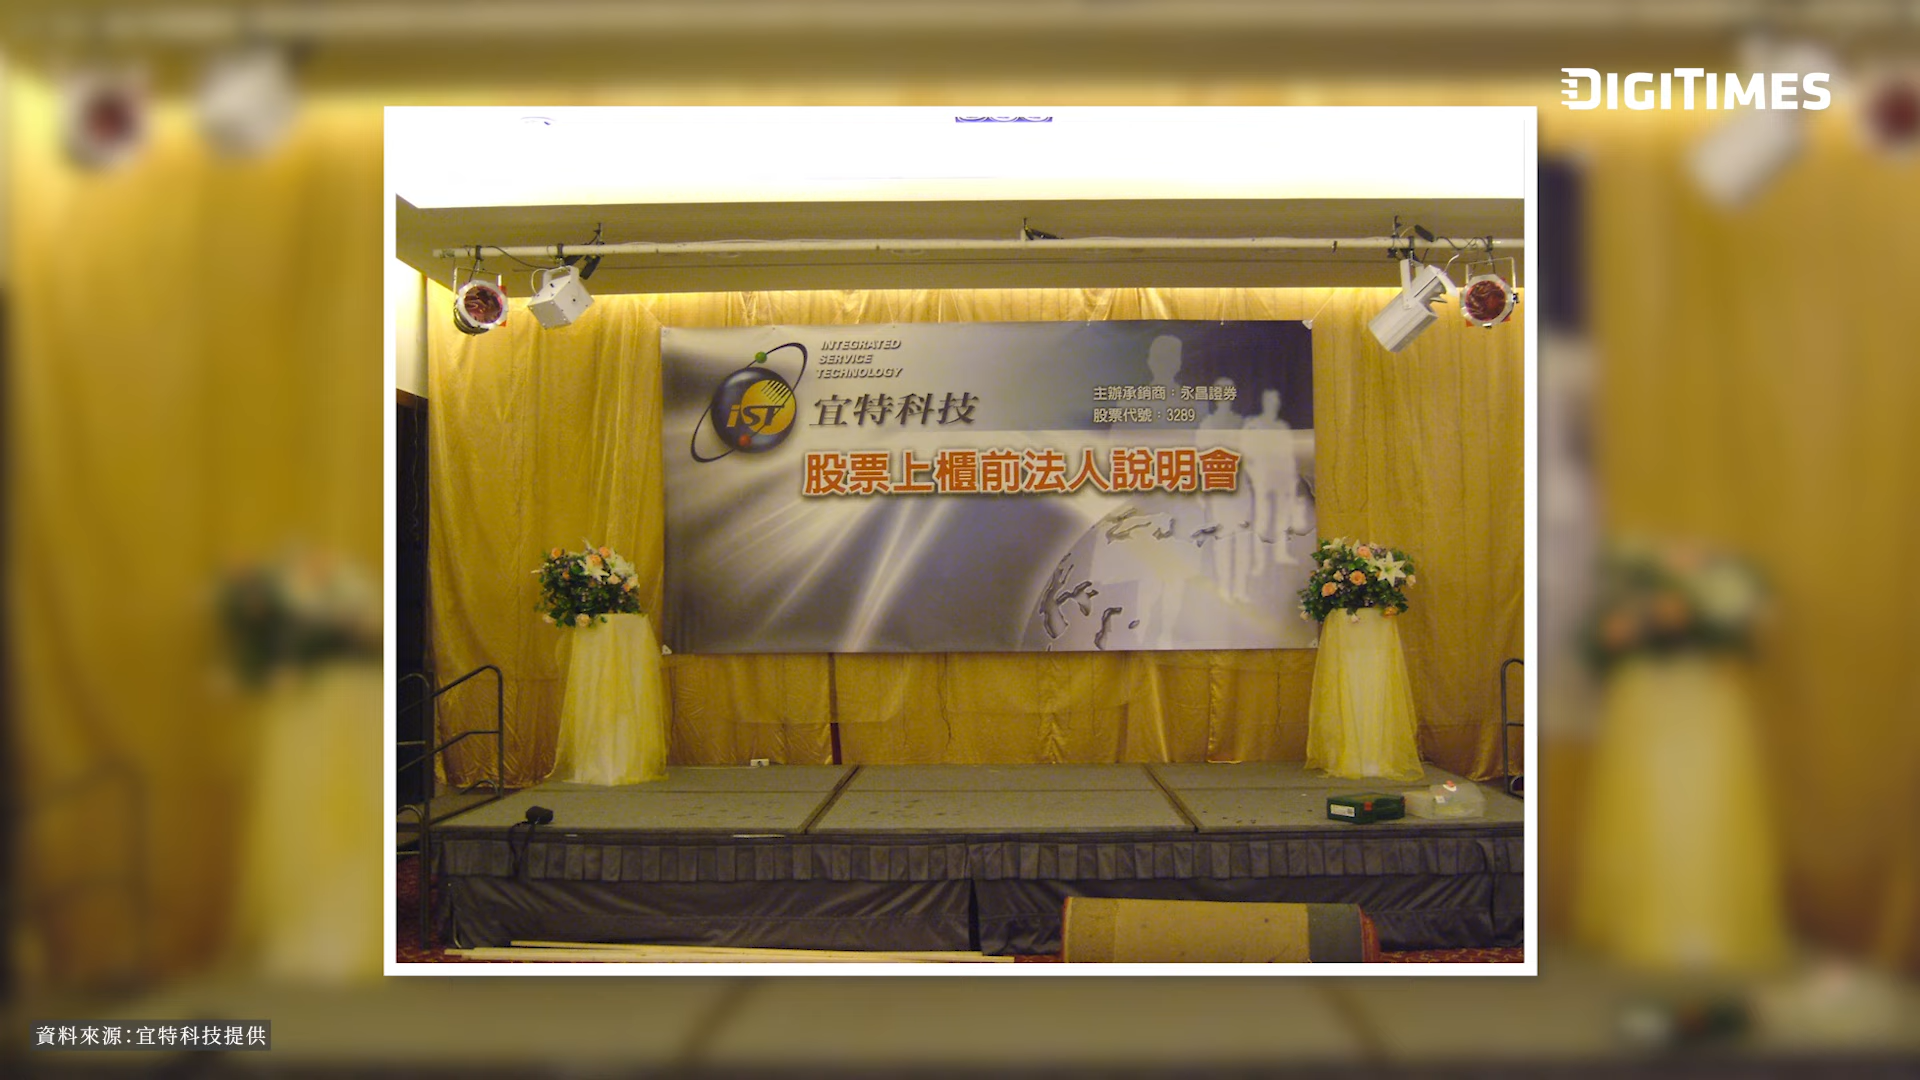 DIGITIMES
INTEGRATED
SERVICE
TECHNOLOGY
iST
宜特科技
主辦承銷商：永昌證券
股票代號：3289
股票上櫃前法人說明會
資料來源：宜特科技提供